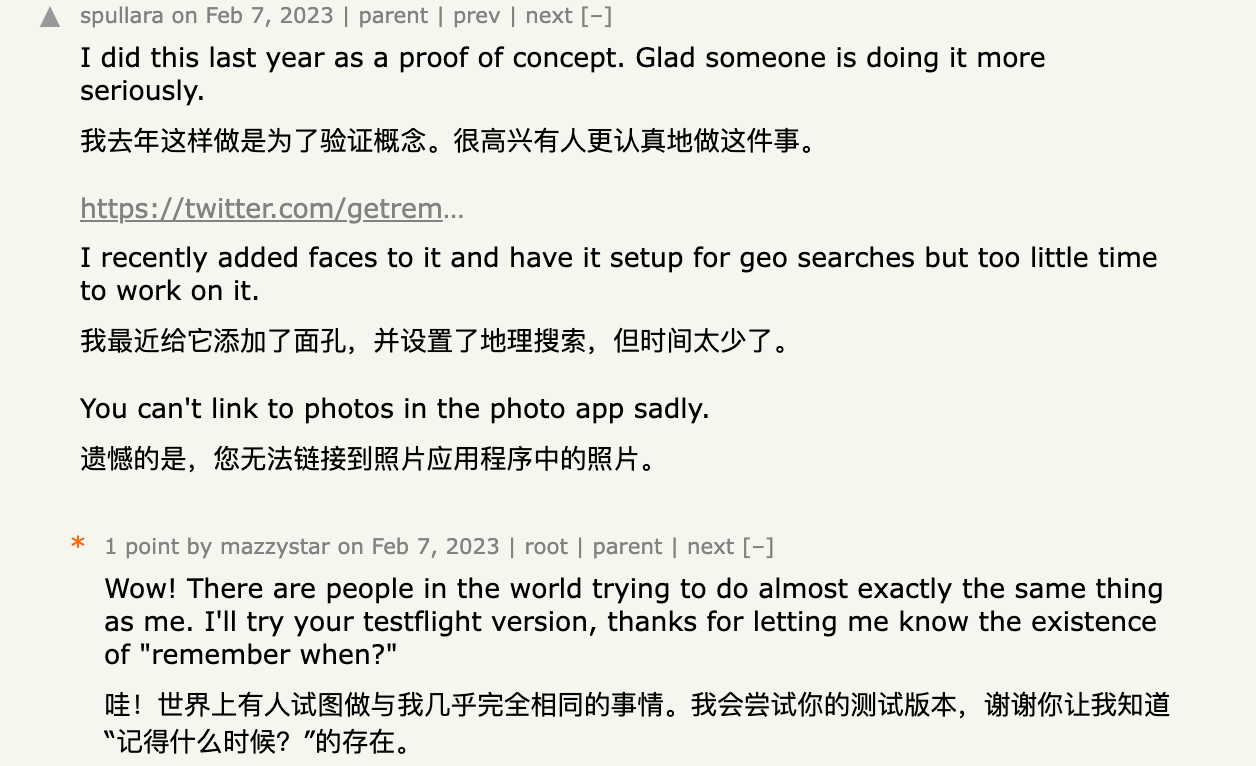 ▲ spullara on Feb 7, 2023 | parent | prev | next [–]
I did this last year as a proof of concept. Glad someone is doing it more
seriously.
我去年这样做是为了验证概念。很高兴有人更认真地做这件事。
https://twitter.com/getrem...
I recently added faces to it and have it setup for geo searches but too little time
to work on it.
我最近给它添加了面孔，并设置了地理搜索，但时间太少了。
You can't link to photos in the photo app sadly.
遗憾的是，您无法链接到照片应用程序中的照片。
* 1 point by mazzystar on Feb 7, 2023 | root | parent | next [–]
Wow! There are people in the world trying to do almost exactly the same thing
as me. I'll try your testflight version, thanks for letting me know the existence
of "remember when?"
哇！世界上有人试图做与我几乎完全相同的事情。我会尝试你的测试版本，谢谢你让我知道
“记得什么时候？”的存在。